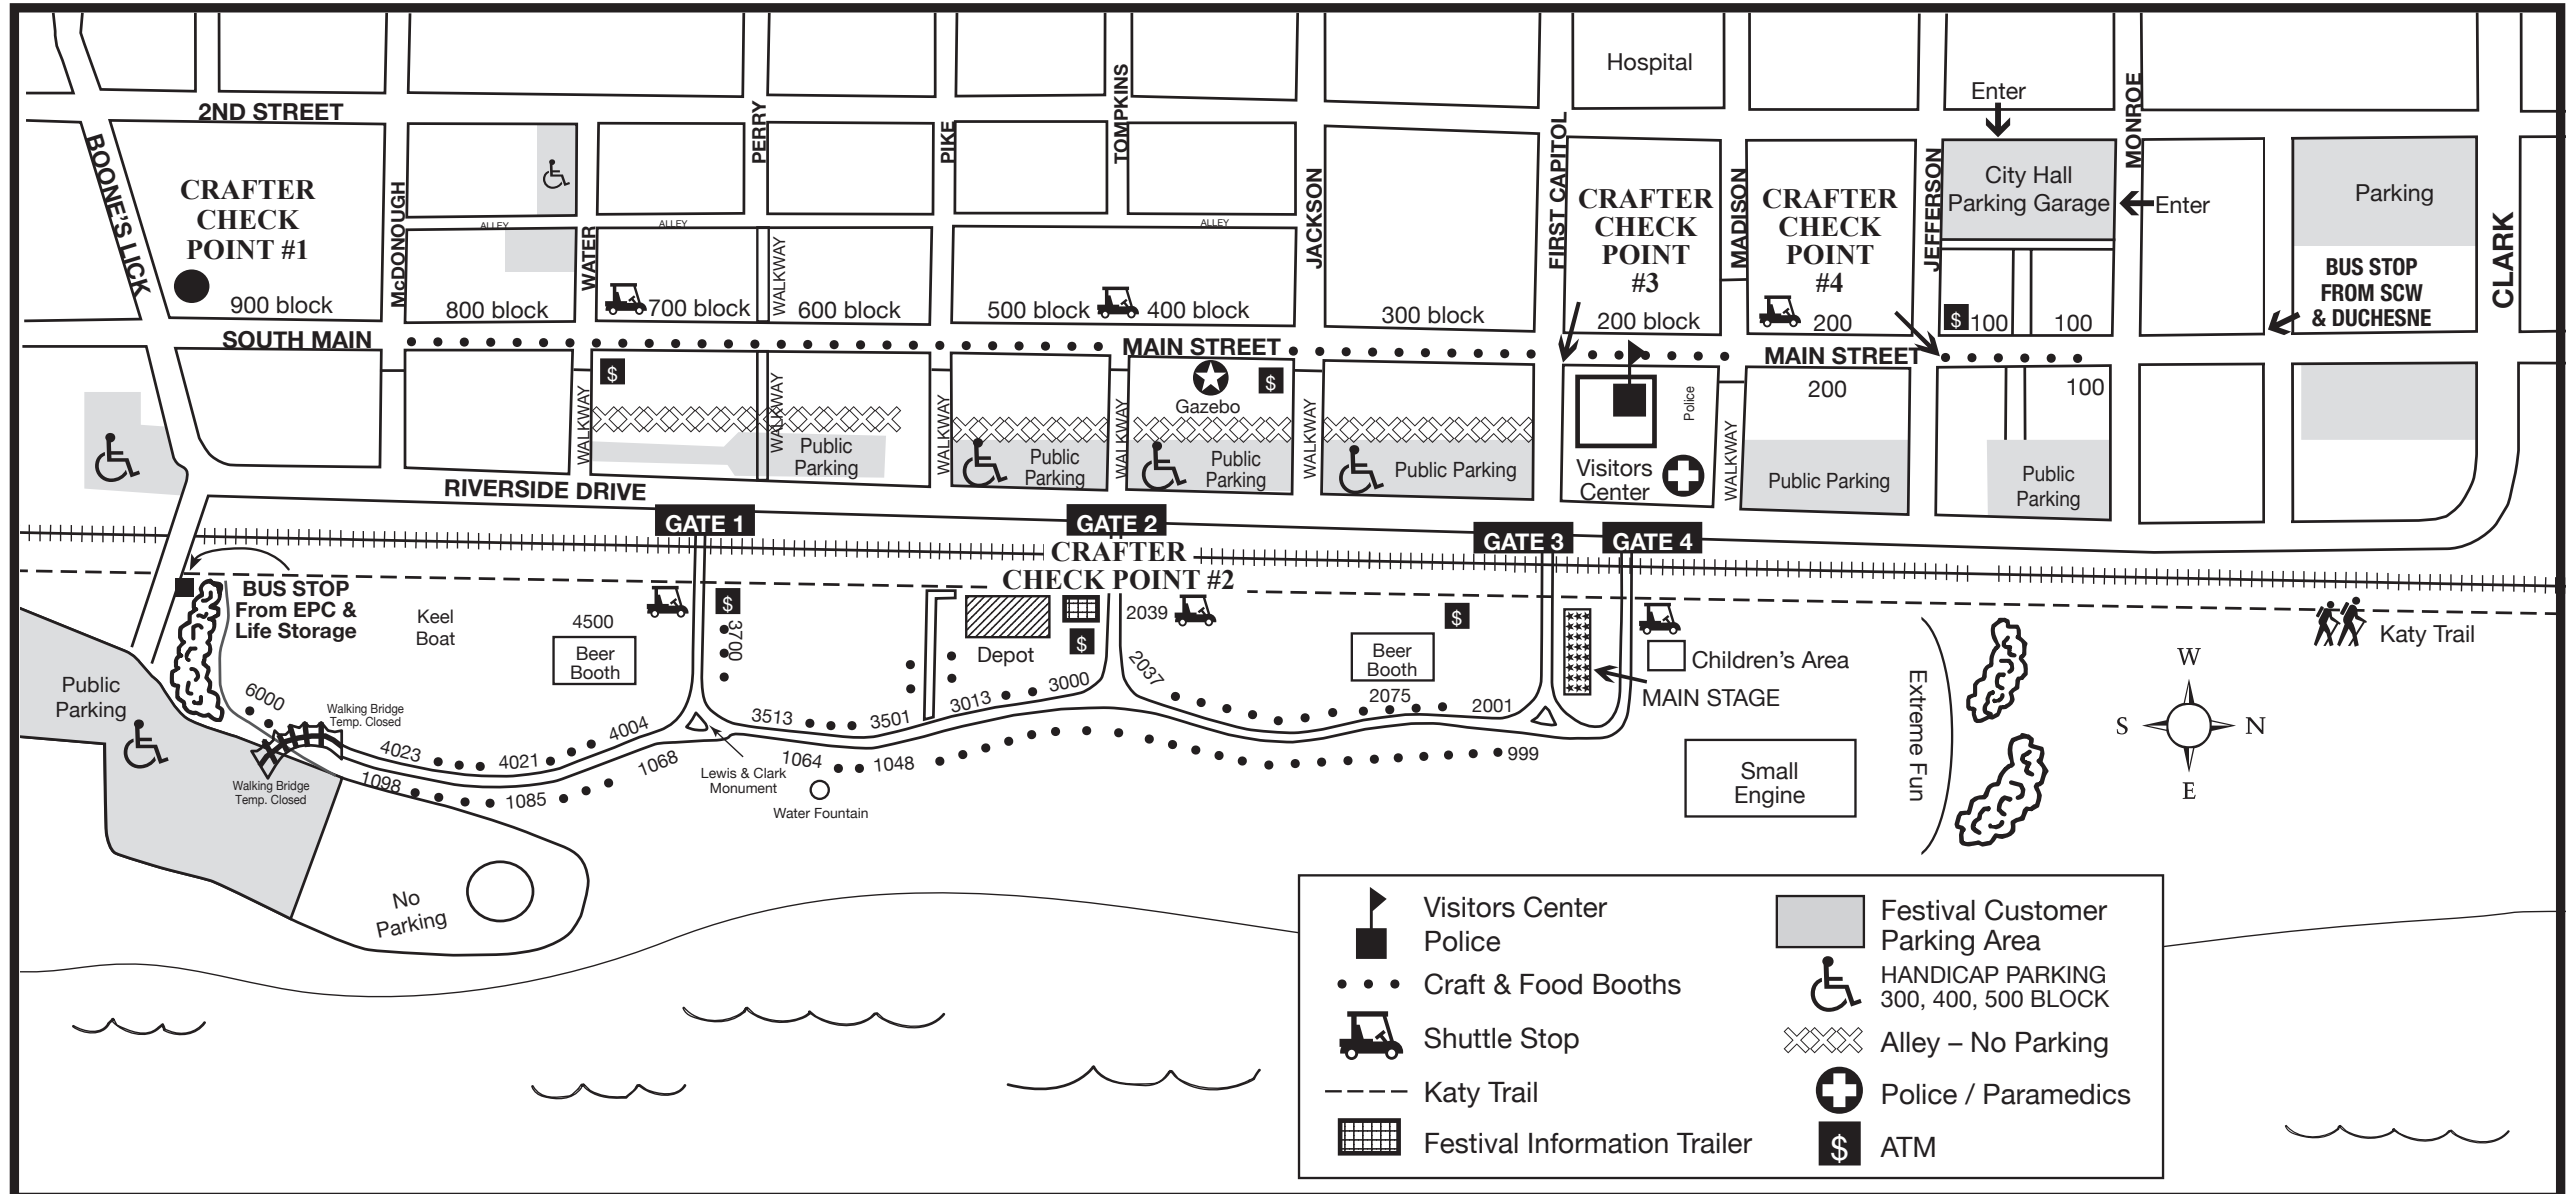 Hospital
Enter
2ND STREET
BOONE'S LICK
McDONOUGH
WATER
PERRY
PIKE
TOMPKINS
JACKSON
FIRST CAPITOL
MADISON
JEFFERSON
MONROE
CLARK
CRAFTER
CHECK
POINT #1
900 block
ALLEY
800 block
ALLEY
700 block
WALKWAY
600 block
500 block
ALLEY
400 block
300 block
CRAFTER
CHECK
POINT
#3
200 block
CRAFTER
CHECK
POINT
#4
200
City Hall
Parking Garage
Enter
$
100
100
Parking
BUS STOP
FROM SCW
& DUCHESNE
SOUTH MAIN
MAIN STREET
MAIN STREET
WALKWAY
$
WALKWAY
Public
Parking
WALKWAY
Public
Parking
WALKWAY
Gazebo
$
Public
Parking
WALKWAY
Public Parking
Police
Visitors
Center
WALKWAY
200
Public Parking
100
Public
Parking
RIVERSIDE DRIVE
GATE 1
GATE 2
GATE 3
GATE 4
CRAFTER
CHECK POINT #2
BUS STOP
From EPC &
Life Storage
Keel
Boat
4500
Beer
Booth
$
3700
Depot
$
2039
2037
$
Beer
Booth
2075
2001
Children's Area
MAIN STAGE
Extreme Fun
Katy Trail
W
S
N
E
Public
Parking
6000
Walking Bridge
Temp. Closed
Walking Bridge
Temp. Closed
4023
4021
4004
3513
3501
3013
3000
1098
1085
1068
1064
1048
999
Lewis & Clark
Monument
Water Fountain
Small
Engine
No
Parking
Visitors Center
Police
Craft & Food Booths
Shuttle Stop
Katy Trail
Festival Information Trailer
Festival Customer
Parking Area
HANDICAP PARKING
300, 400, 500 BLOCK
Alley – No Parking
Police / Paramedics
$
ATM